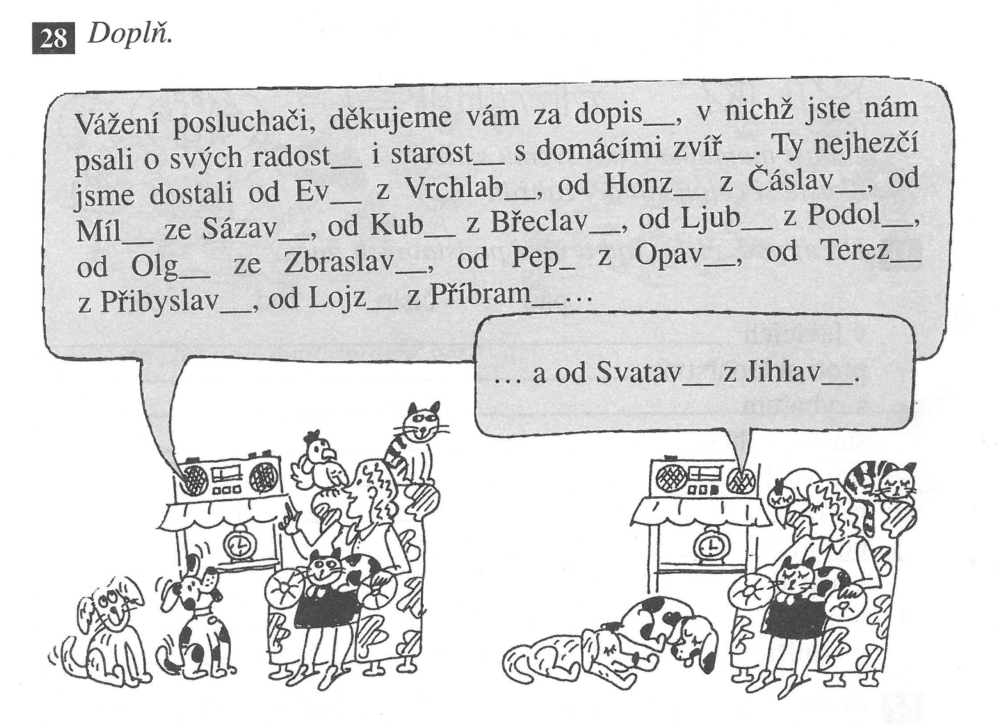 28 Doplň.
Vážení posluchači, děkujeme vám za dopis__, v nichž jste nám
psali o svých radost__ i starost__ s domácími zvíř__. Ty nejhezčí
jsme dostali od Ev__ z Vrchlab__, od Honz__ z Čáslav__, od
Míl__ ze Sázav__, od Kub__ z Břeclav__, od Ljub__ z Podol__,
od Olg__ ze Zbraslav__, od Pep_ z Opav__, od Terez__
z Přibyslav__, od Lojz__ z Příbram__...
... a od Svatav__ z Jihlav__.